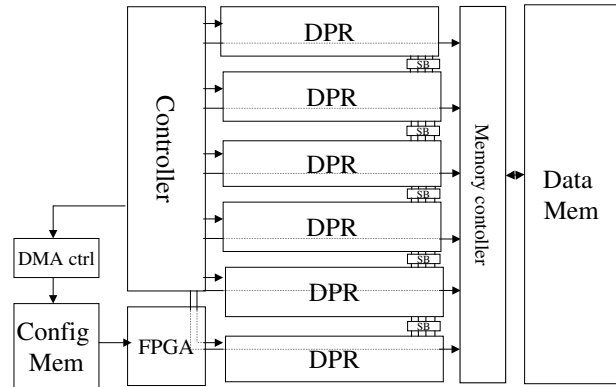 DPR
SB
DPR
SB
DPR
SB
DPR
SB
DPR
SB
DPR
Controller
Memory contoller
Data
Mem
DMA ctrl
Config
Mem
FPGA